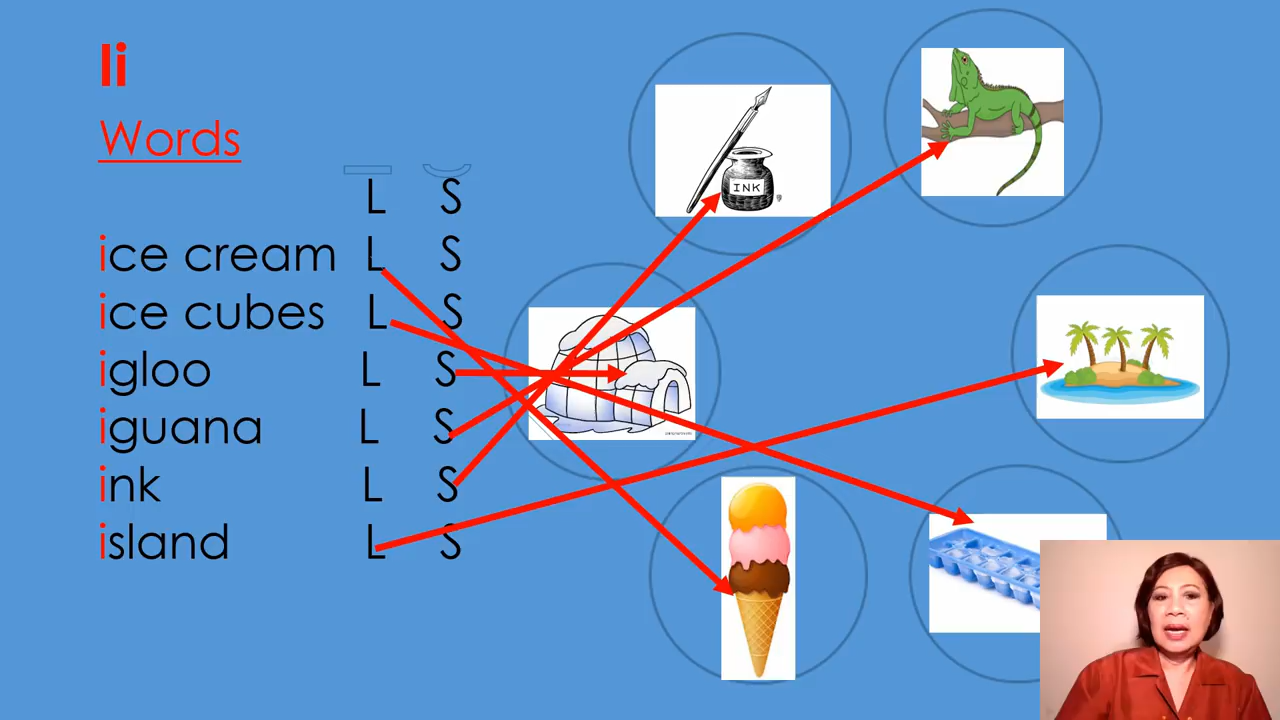 Ii
Words
L S
ice cream L S
ice cubes L S
igloo L S
iguana L S
ink L S
island L S
INK